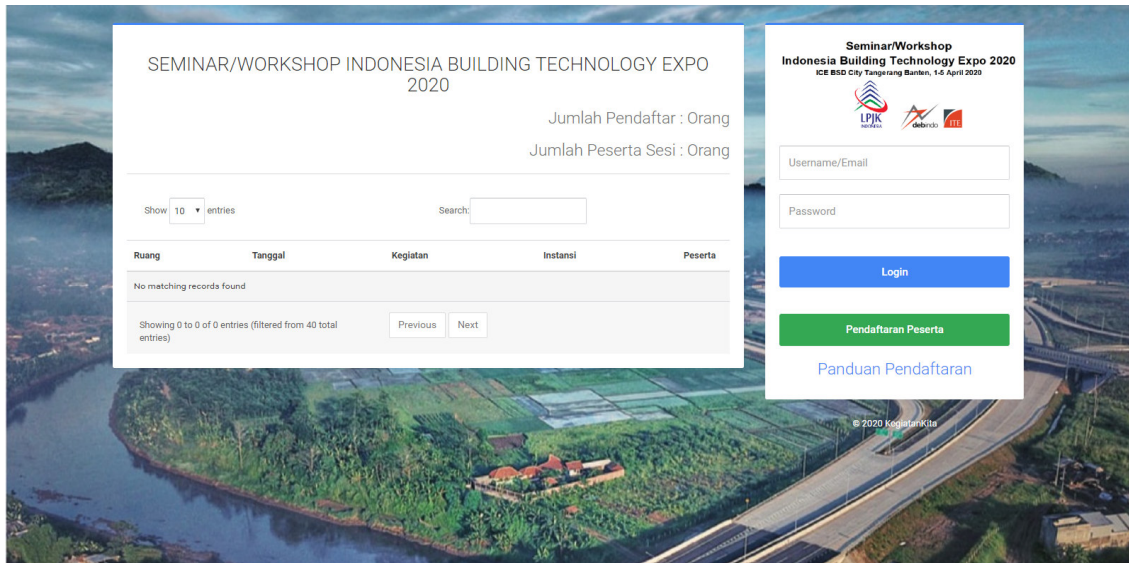 SEMINAR/WORKSHOP INDONESIA BUILDING TECHNOLOGY EXPO
2020
Jumlah Pendaftar : Orang
Jumlah Peserta Sesi : Orang
Show 10 entries
Search:
Ruang Tanggal Kegiatan Instansi Peserta
No matching records found
Showing 0 to 0 of 0 entries (filtered from 40 total
entries)
Previous Next
Seminar/Workshop
Indonesia Building Technology Expo 2020
ICE BSD City Tangerang Banten, 1-5 April 2020
LPJK
INDONESIA
debindo
ITE
Username/Email
Password
Login
Pendaftaran Peserta
Panduan Pendaftaran
© 2020 KegiatanKita